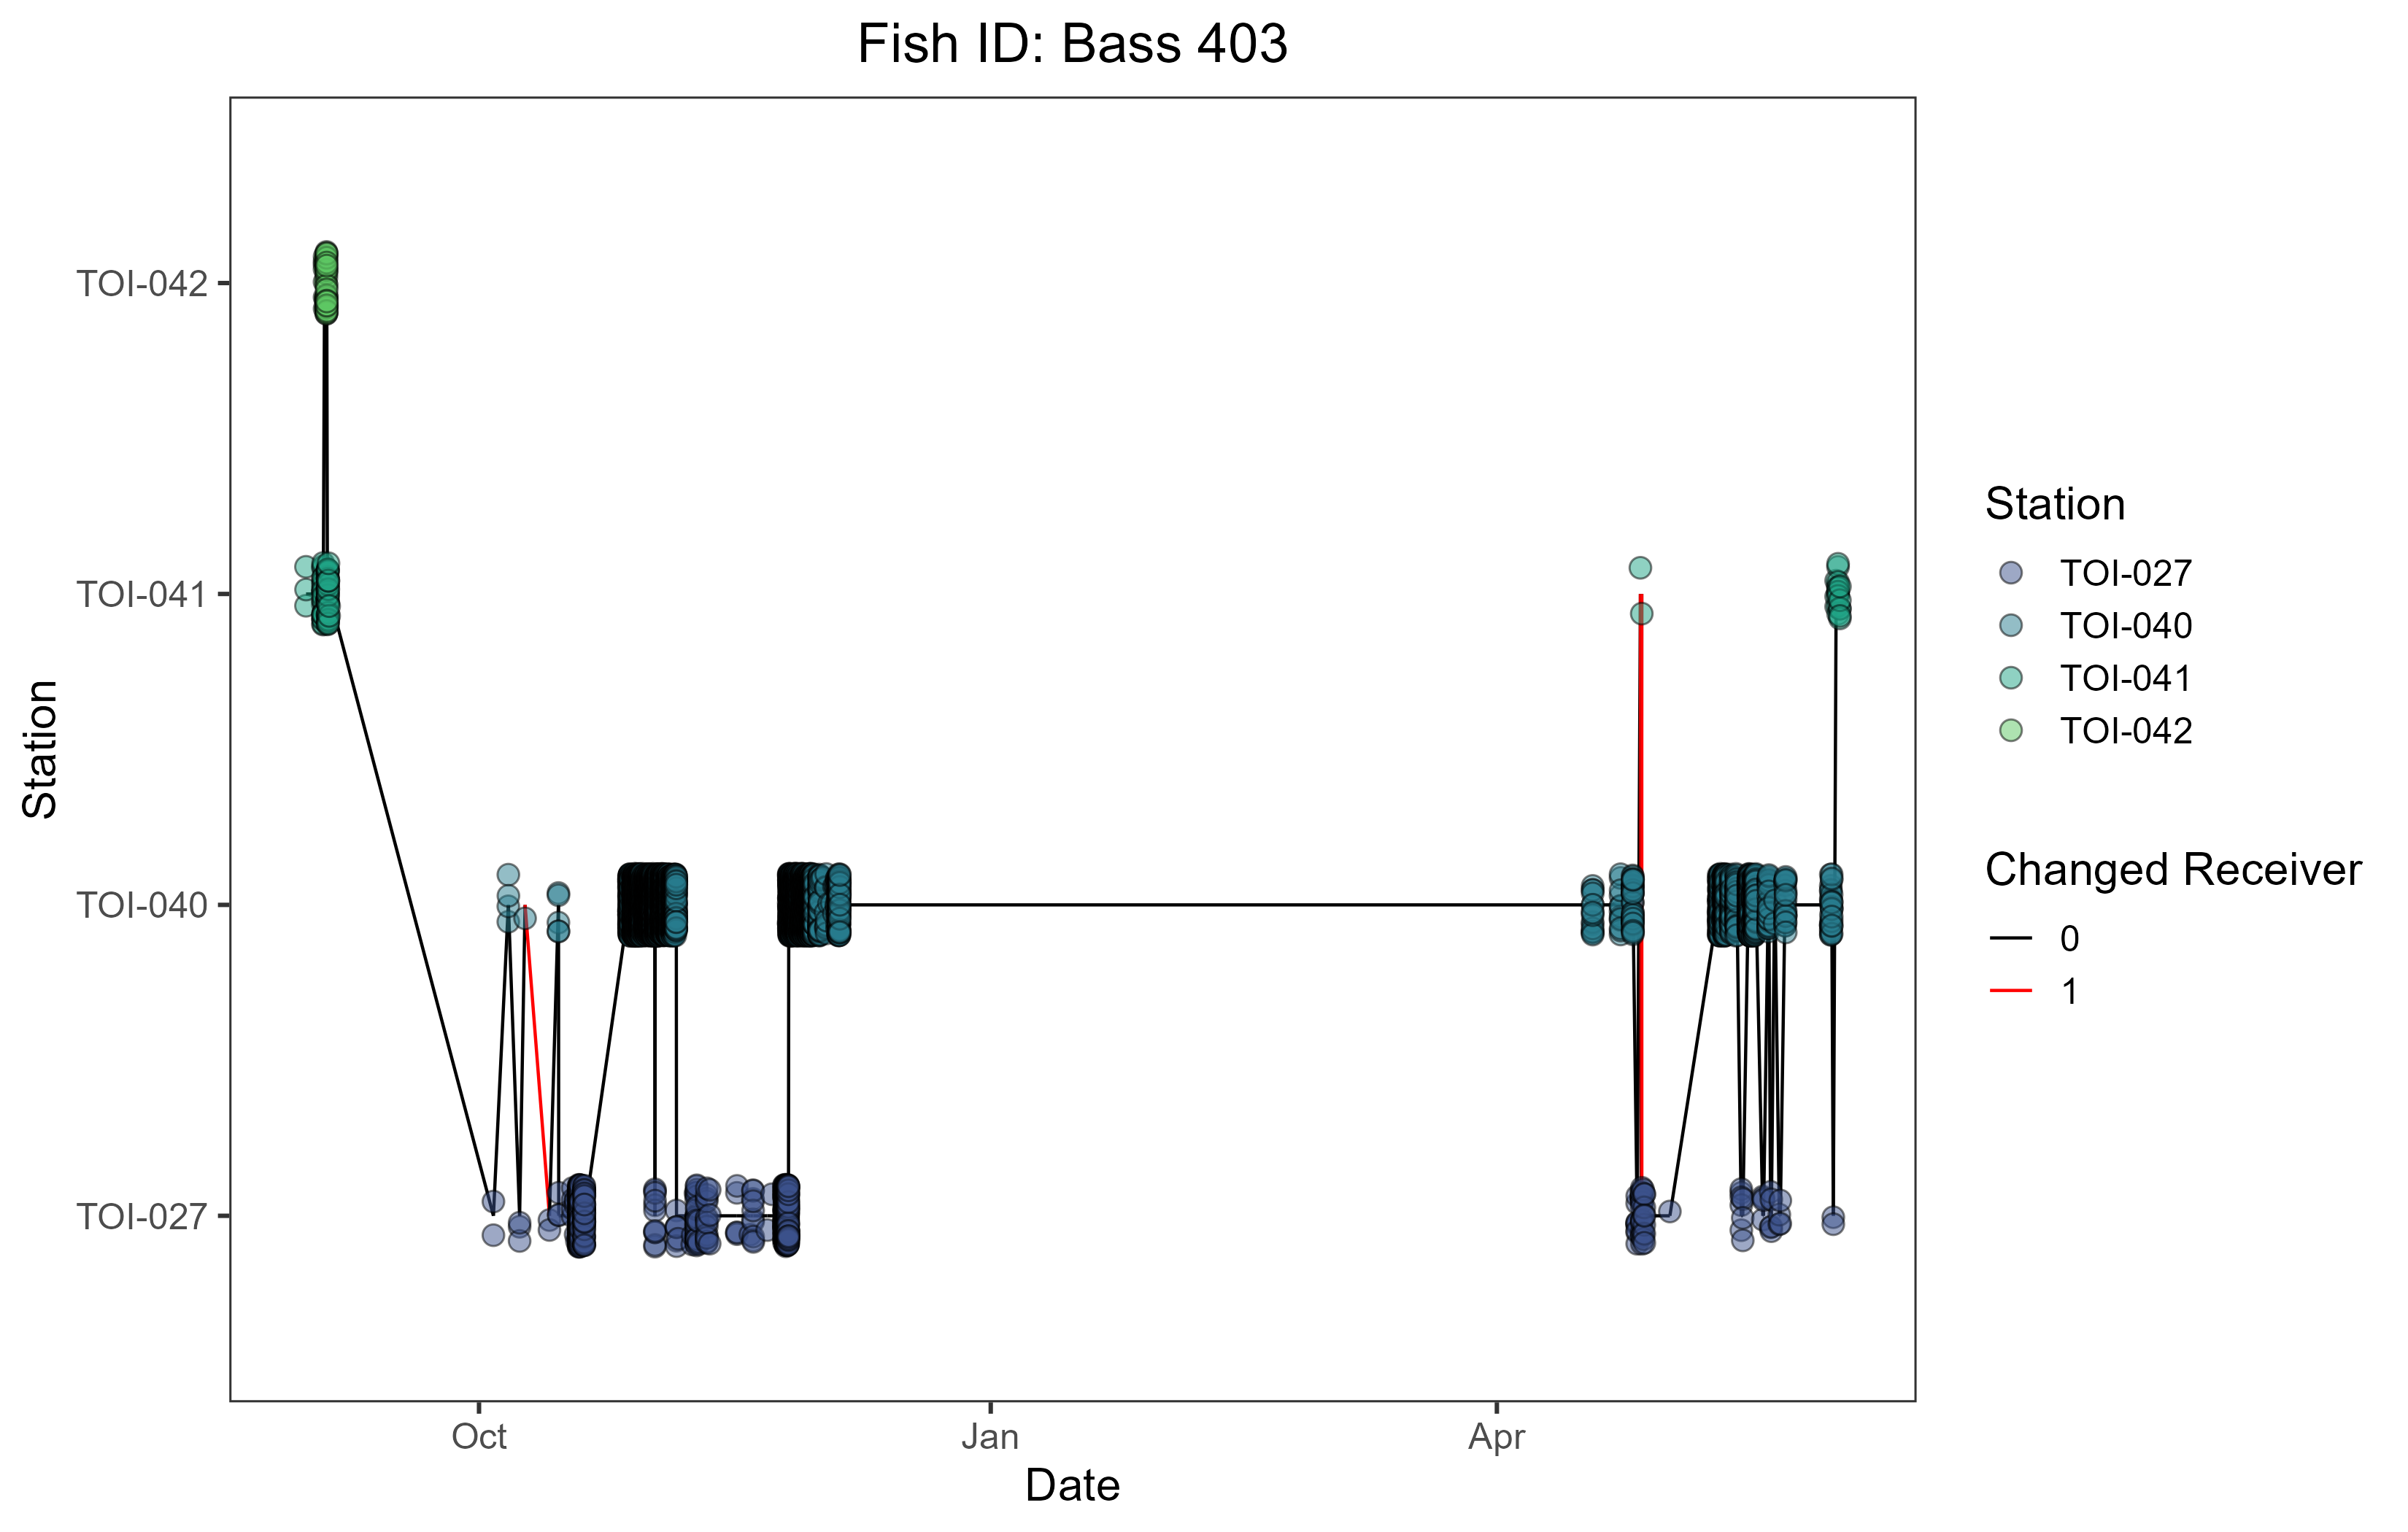 Fish ID: Bass 403
Station
TOI-042
TOI-041
TOI-040
TOI-027
Oct
Jan
Apr
Date
Station
TOI-027
TOI-040
TOI-041
TOI-042
Changed Receiver
0
1